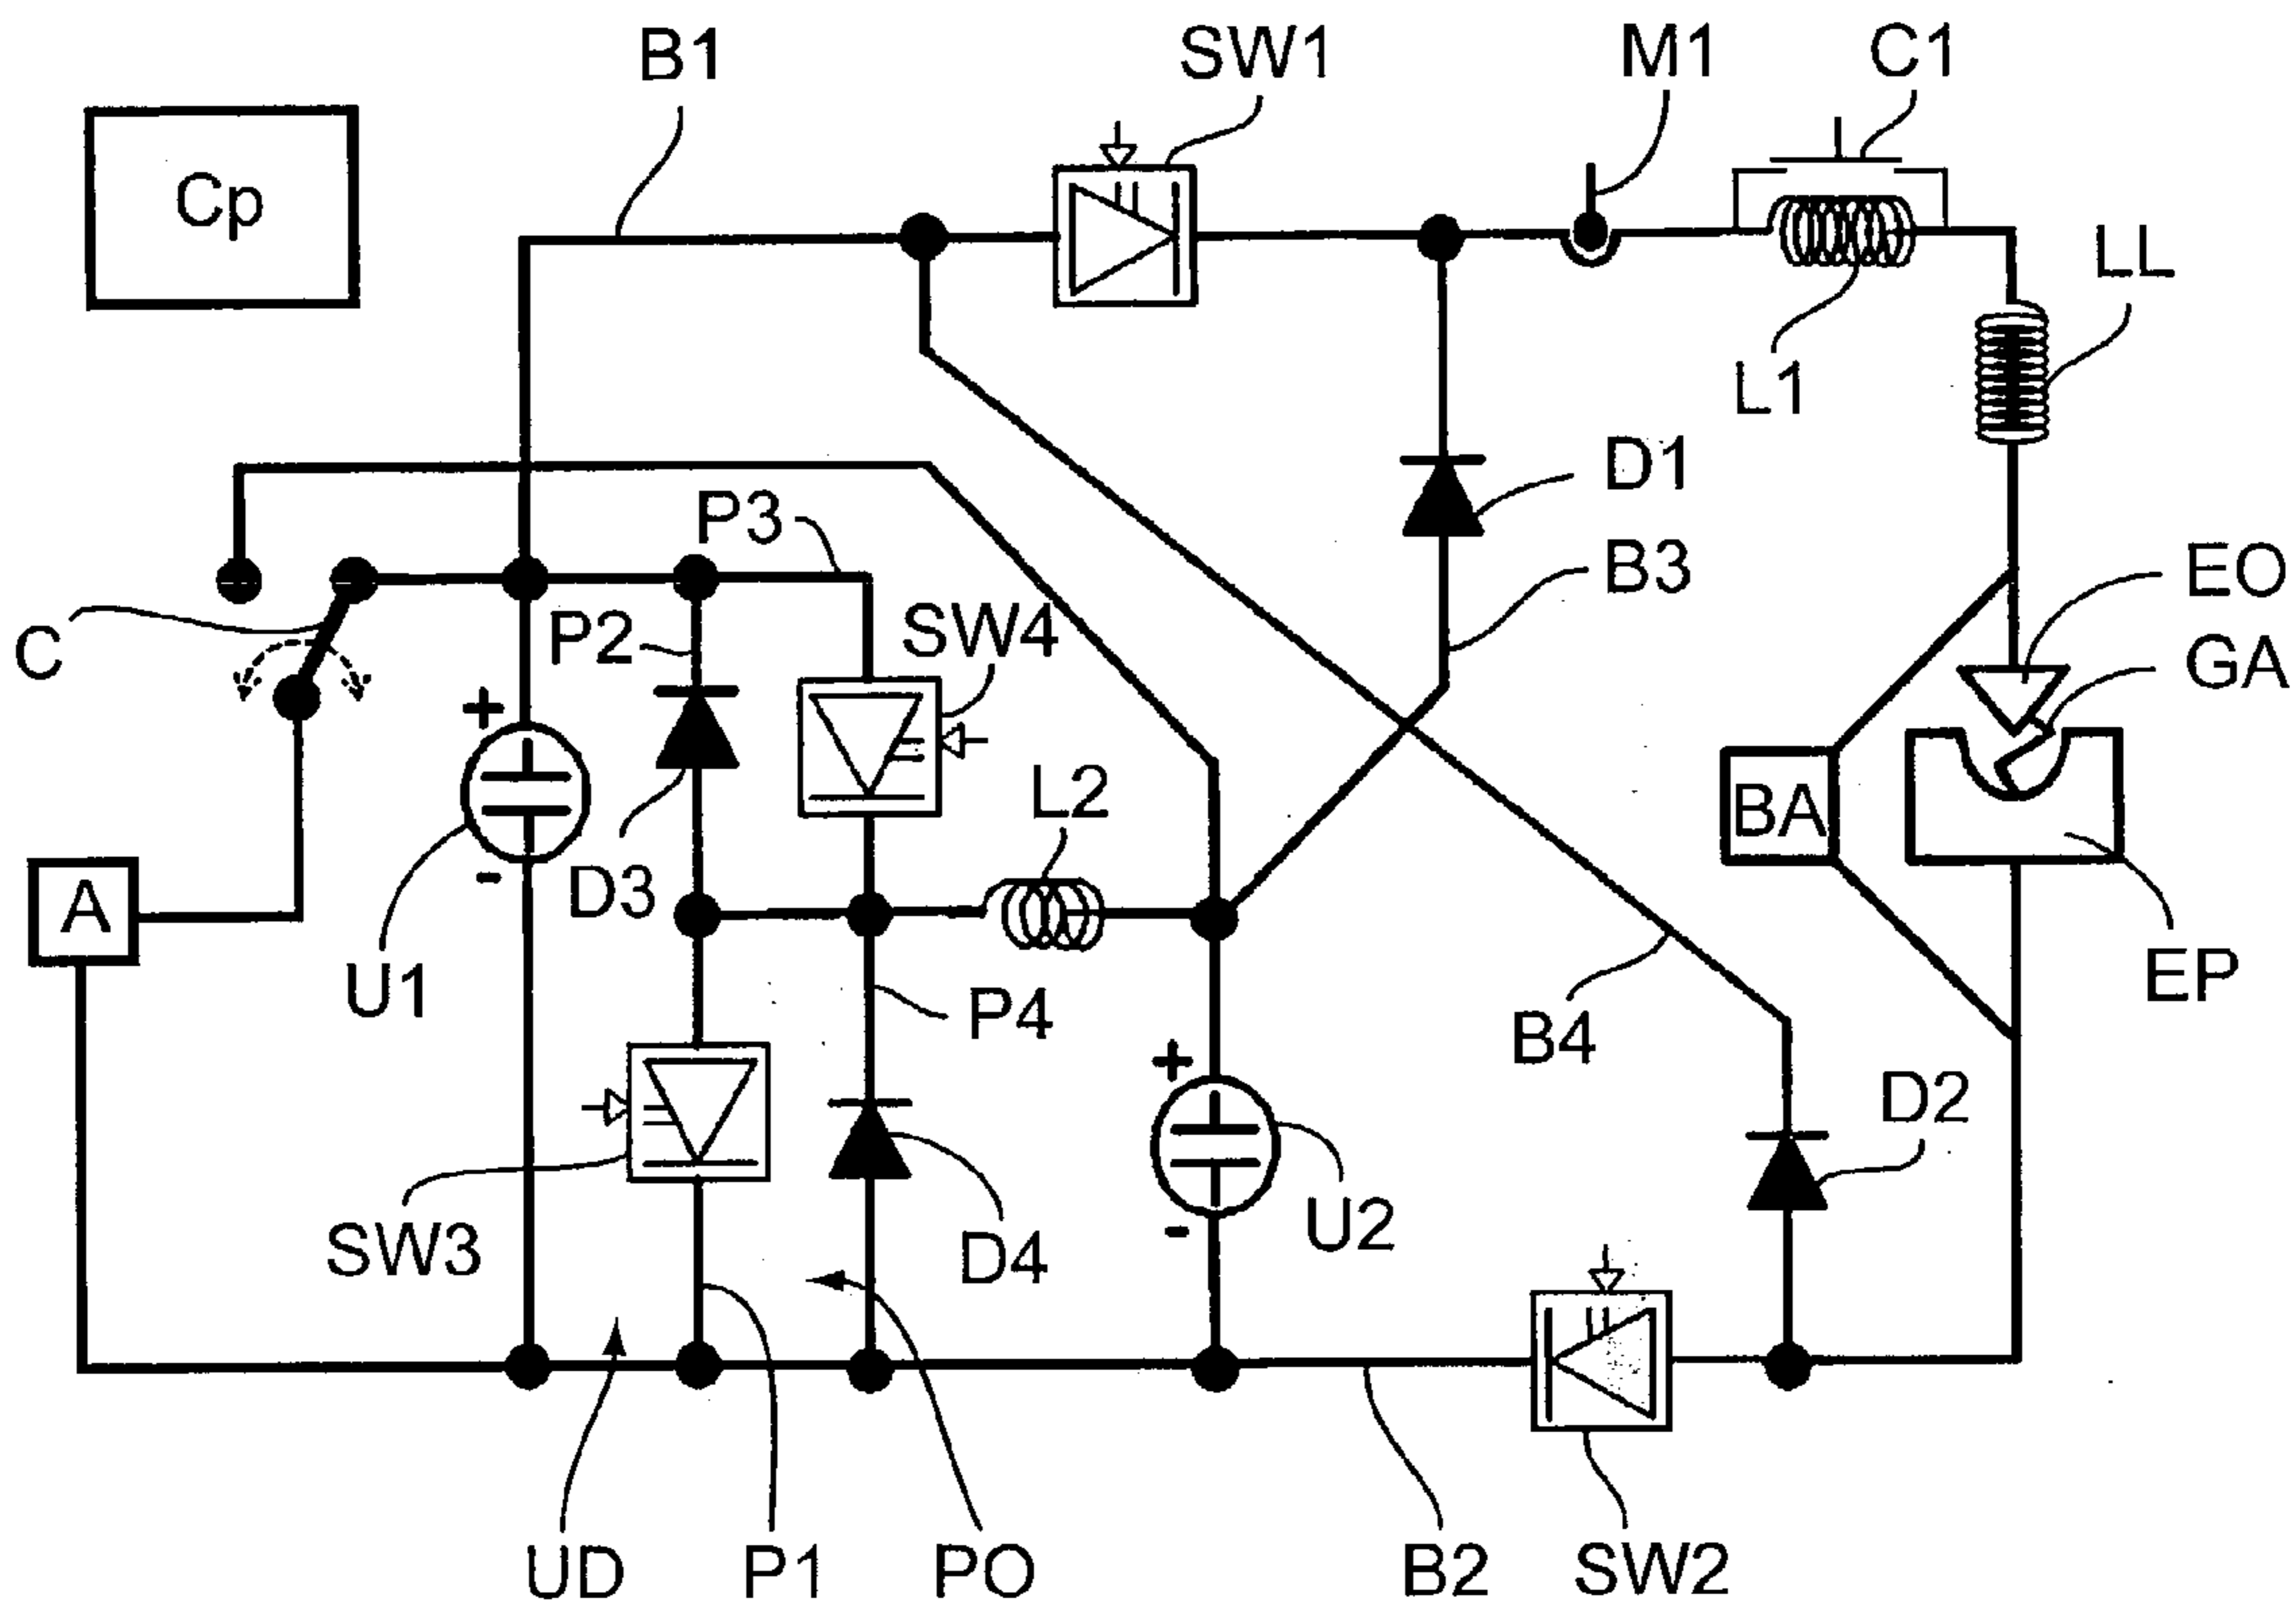 B1
SW1
M1
C1
Cp
LL
L1
D1
P3
B3
EO
C
P2
SW4
GA
+
L2
BA
A
D3
-
U1
P4
EP
B4
+
D2
SW3
D4
U2
-
UD
P1
PO
B2
SW2